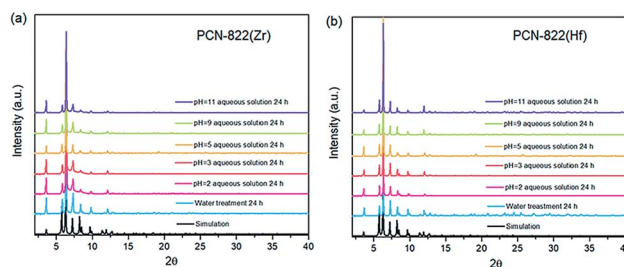 (a)
PCN-822(Zr)
Intensity (a.u.)
pH=11 aqueous solution 24 h
pH=9 aqueous solution 24 h
pH=5 aqueous solution 24 h
pH=3 aqueous solution 24 h
pH=2 aqueous solution 24 h
Water treatment 24 h
Simulation
5 10 15 20 25 30 35 40
2θ
(b)
PCN-822(Hf)
Intensity (a.u.)
pH=11 aqueous solution 24 h
pH=9 aqueous solution 24 h
pH=5 aqueous solution 24 h
pH=3 aqueous solution 24 h
pH=2 aqueous solution 24 h
Water treatment 24 h
Simulation
5 10 15 20 25 30 35 40
2θ